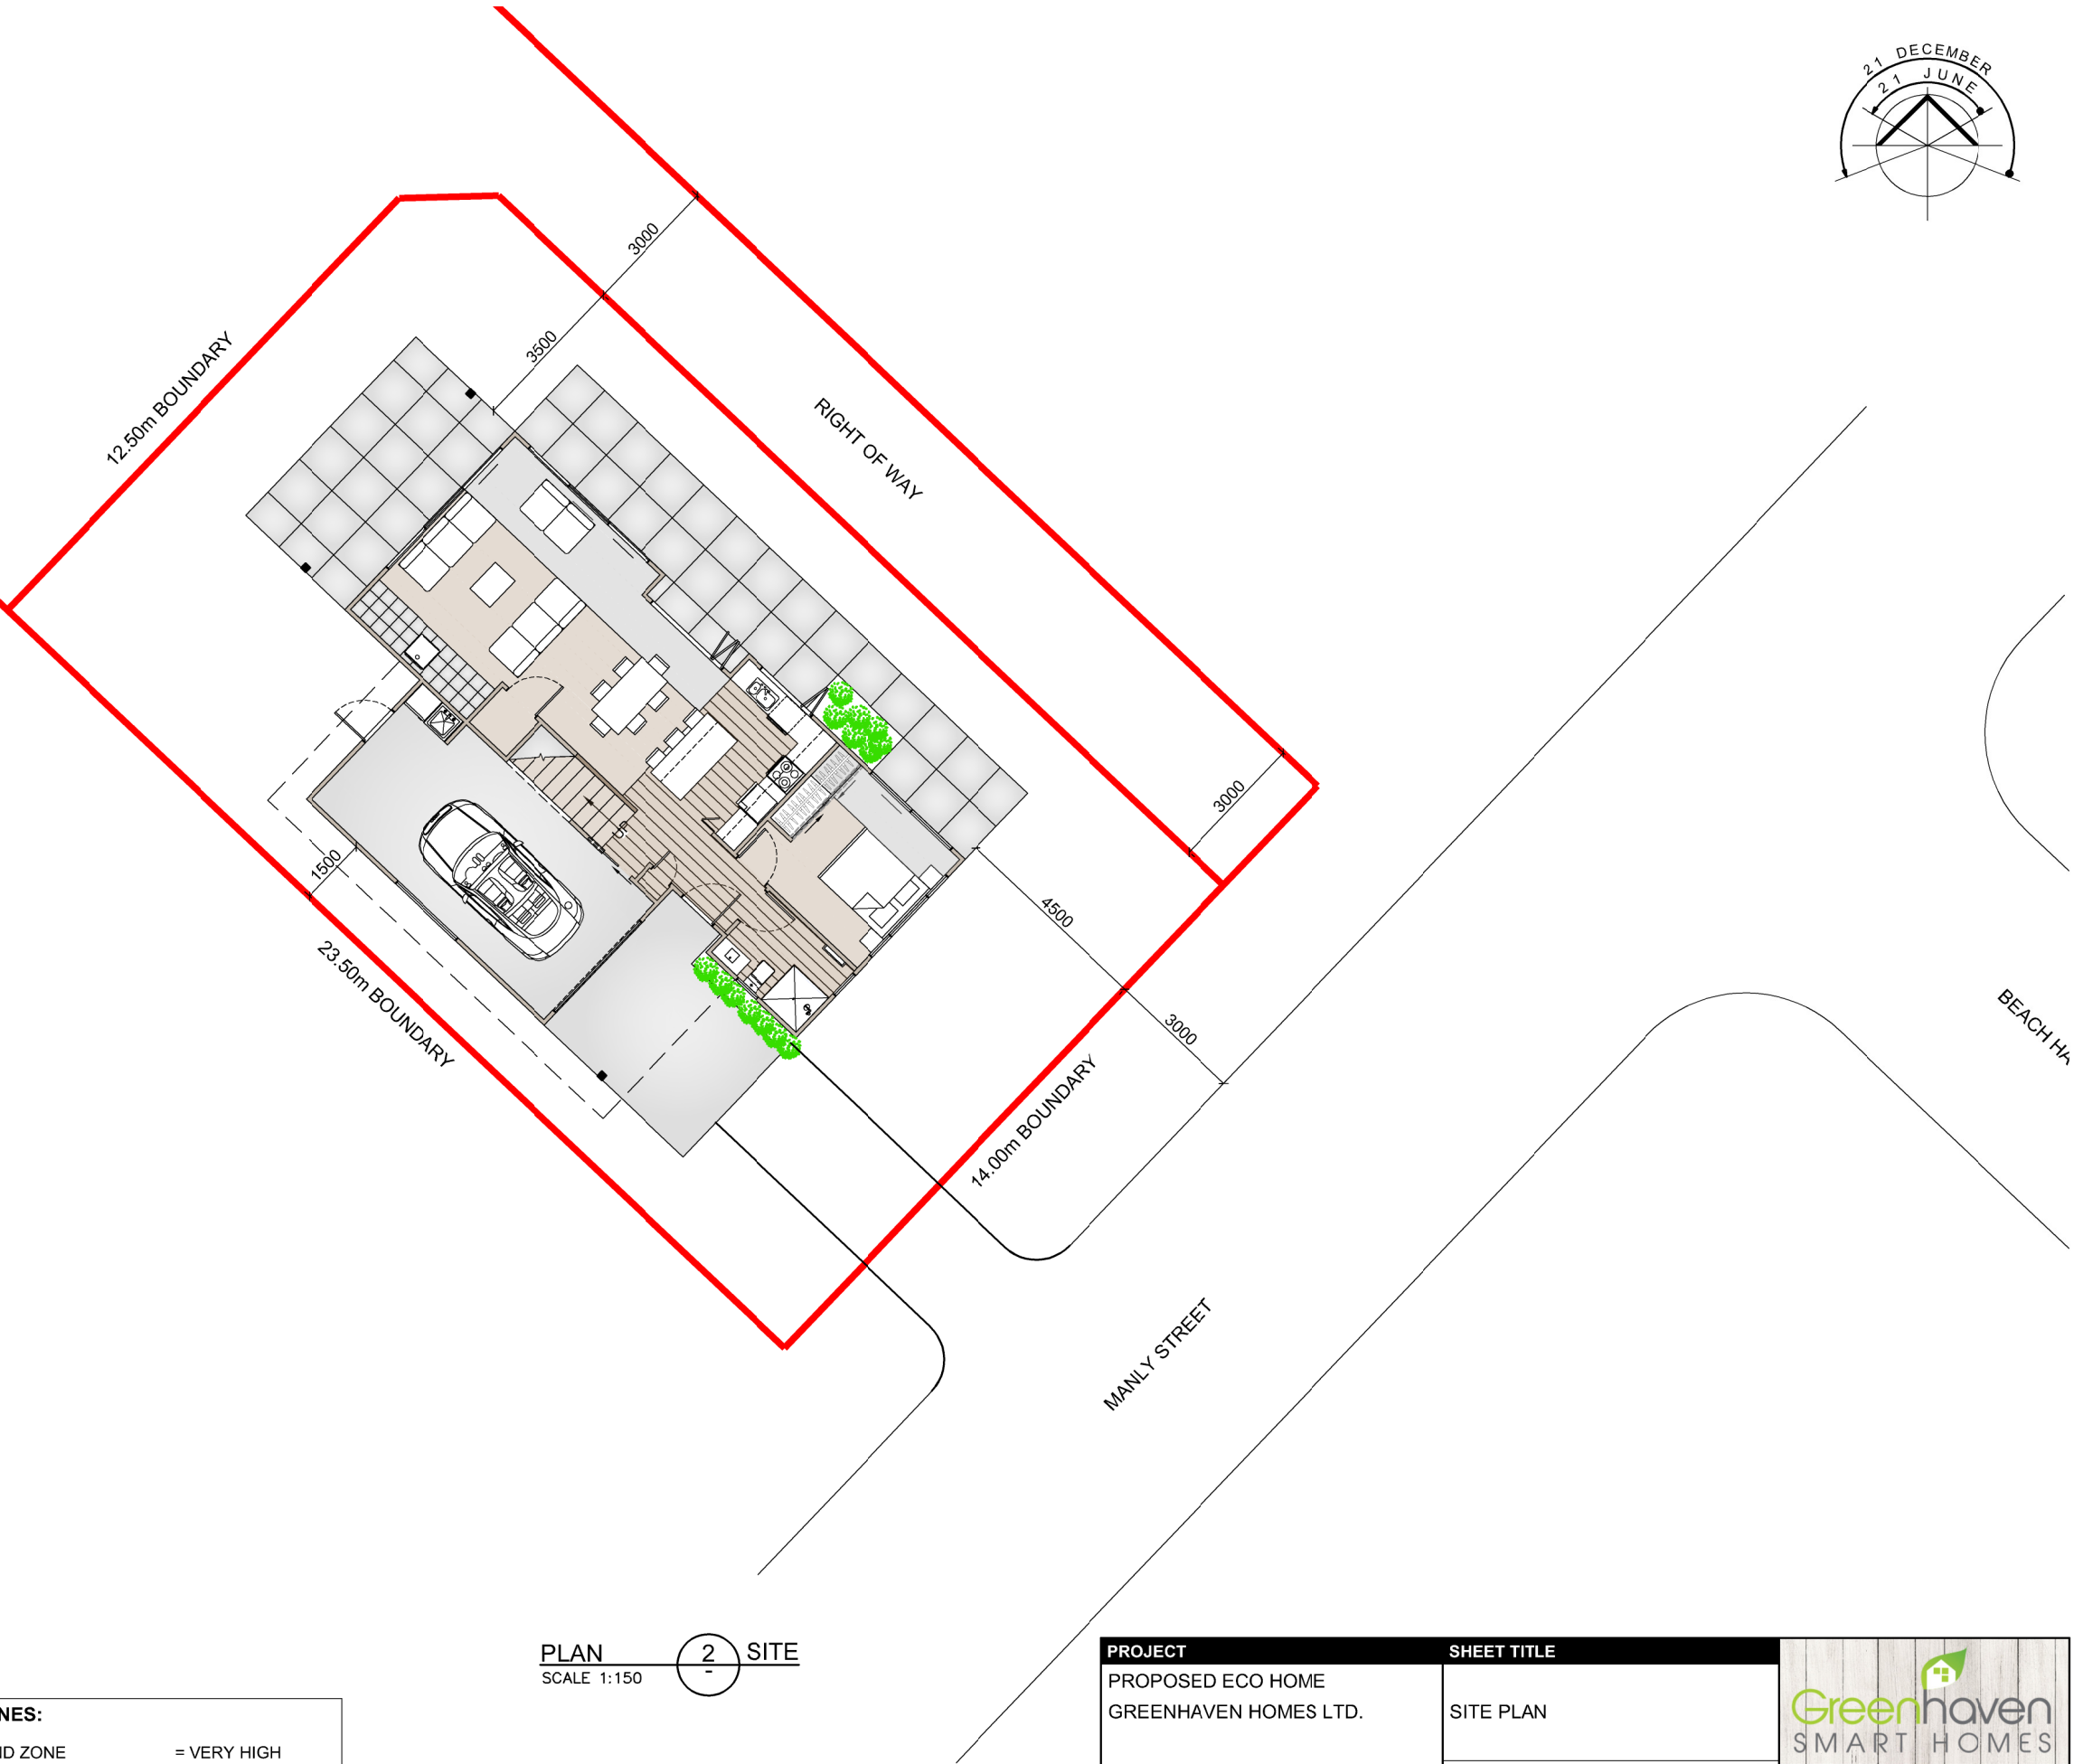 21 DECEMBER
21 JUNE
3000
3500
12.50m BOUNDARY
RIGHT OF WAY
3000
UP
1500
4500
3000
23.50m BOUNDARY
14.00m BOUNDARY
BEACH
MANLY STREET
PLAN
2
-
SITE
SCALE 1:150
PROJECT
SHEET TITLE
PROPOSED ECO HOME
GREENHAVEN HOMES LTD.
SITE PLAN
Greenhaven
SMART HOMES
ZONE
= VERY HIGH